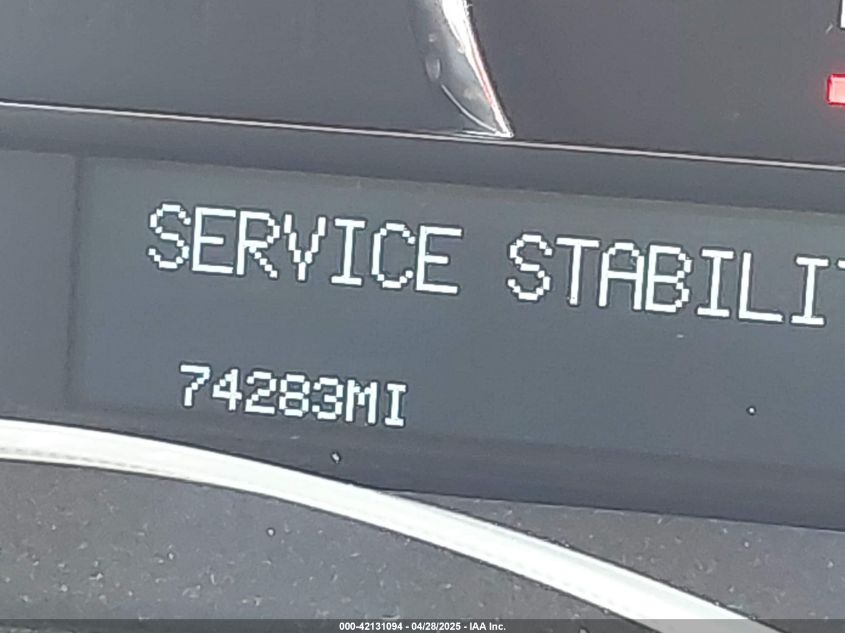 SERVICE STABILIT
74283MI
000-42131094 - 04/28/2025 - IAA Inc.